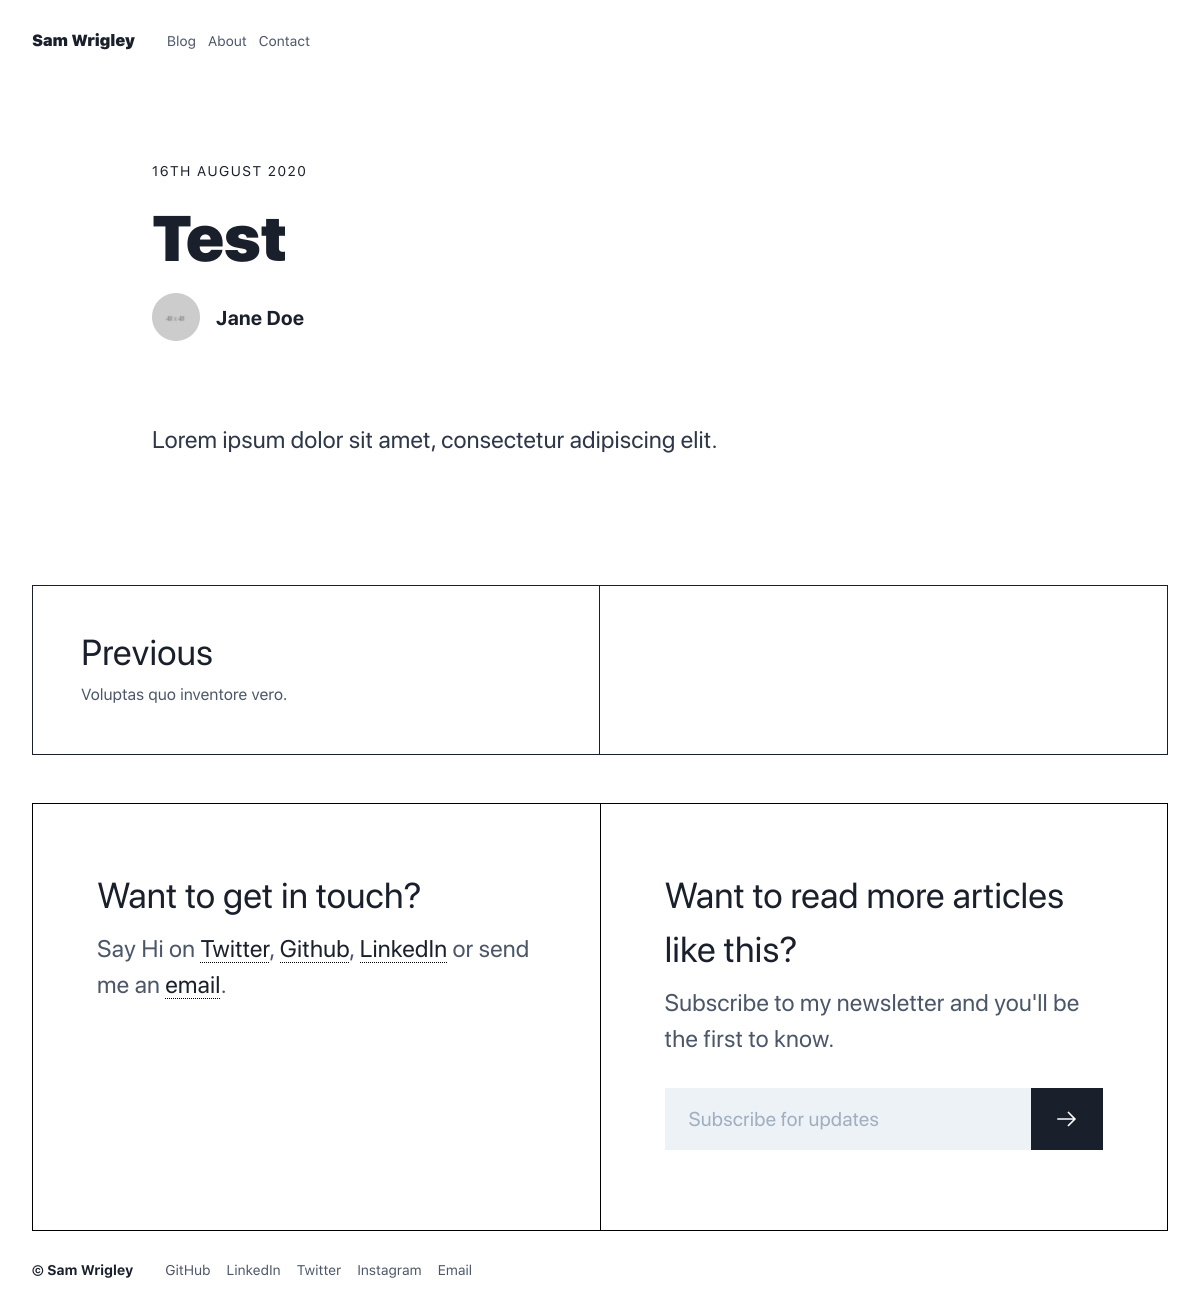 Sam Wrigley Blog About Contact
16TH AUGUST 2020
Test
Jane Doe
Lorem ipsum dolor sit amet, consectetur adipiscing elit.
Previous
Voluptas quo inventore vero.
Want to get in touch?
Say Hi on Twitter, Github, LinkedIn or send
me an email.
Want to read more articles
like this?
Subscribe to my newsletter and you'll be
the first to know.
Subscribe for updates
© Sam Wrigley GitHub LinkedIn Twitter Instagram Email